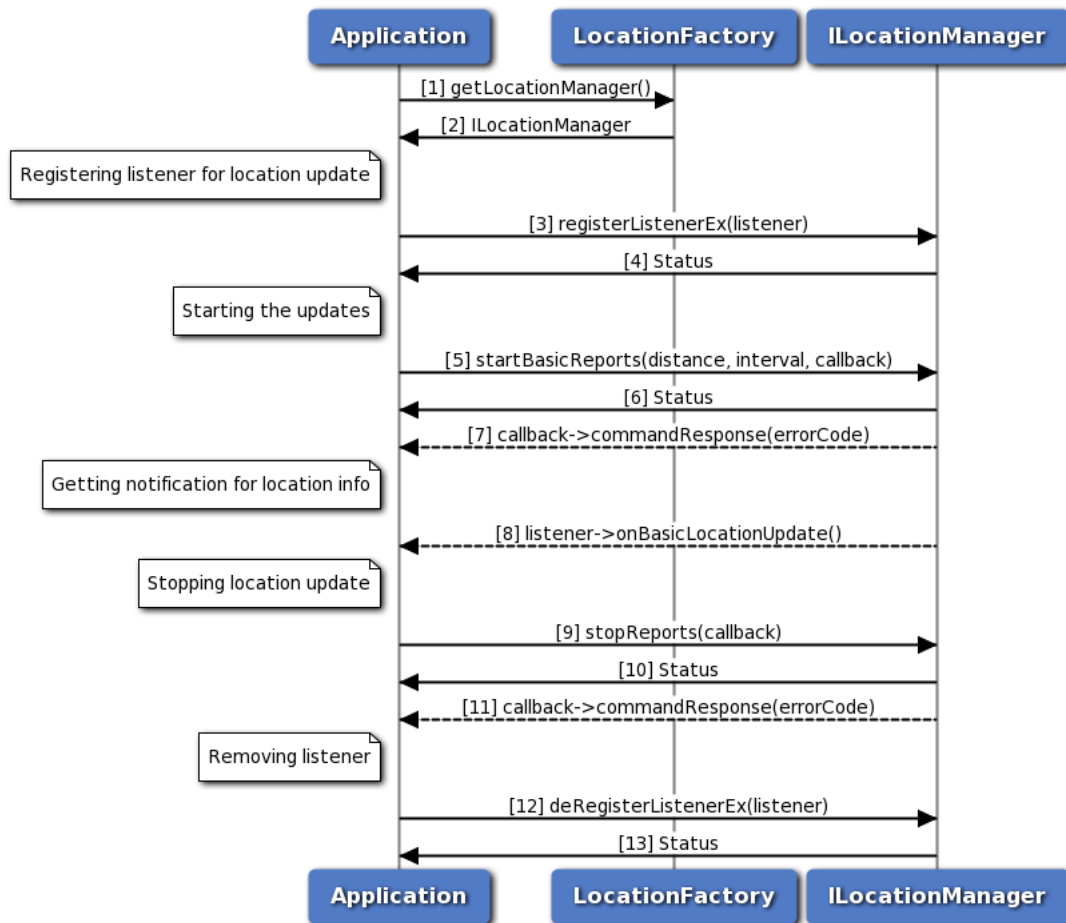 Application
LocationFactory
ILocationManager
[1] getLocationManager()
[2] ILocationManager
Registering listener for location update
[3] registerListenerEx(listener)
[4] Status
Starting the updates
[5] startBasicReports(distance, interval, callback)
[6] Status
[7] callback->commandResponse(errorCode)
Getting notification for location info
[8] listener->onBasicLocationUpdate()
Stopping location update
[9] stopReports(callback)
[10] Status
[11] callback->commandResponse(errorCode)
Removing listener
[12] deRegisterListenerEx(listener)
[13] Status
Application
LocationFactory
ILocationManager